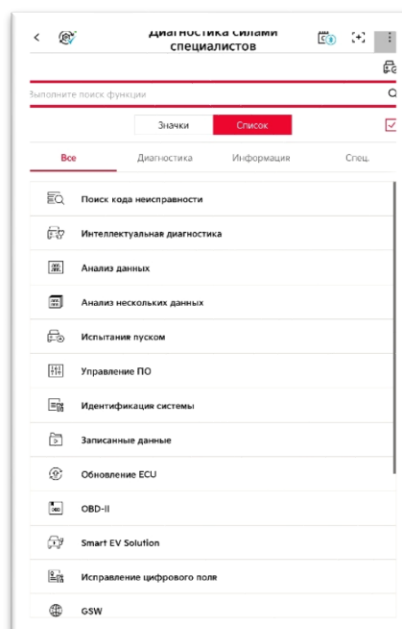 Диагностика силами
специалистов
Выполните поиск функции
Значки Список
Все Диагностика Информация Спец.
Поиск кода неисправности
Интеллектуальная диагностика
Анализ данных
Анализ нескольких данных
Испытание пуском
Управление ПО
Идентификация системы
Записанные данные
Обновление ECU
OBD-II
Smart EV Solution
Исправление цифрового поля
GSW